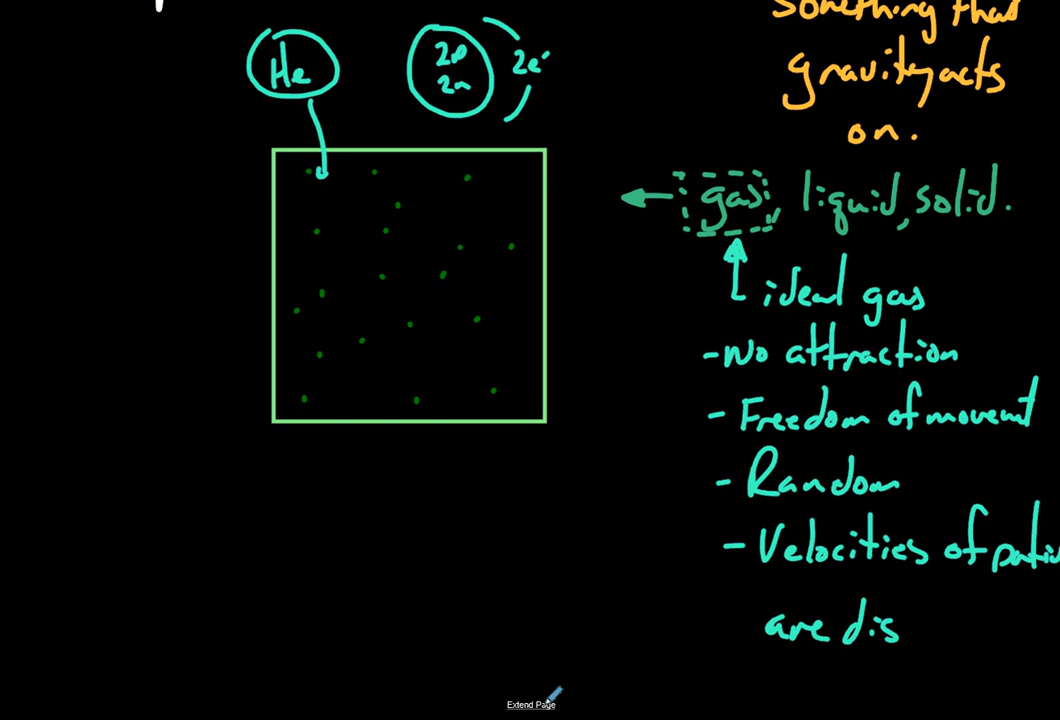 something that
gravity acts
on.
He
2p
2n
2e-
gas, liquid, solid.
ideal gas
- No attraction
- Freedom of movement
- Random
- Velocities of
are dis
Extend Page